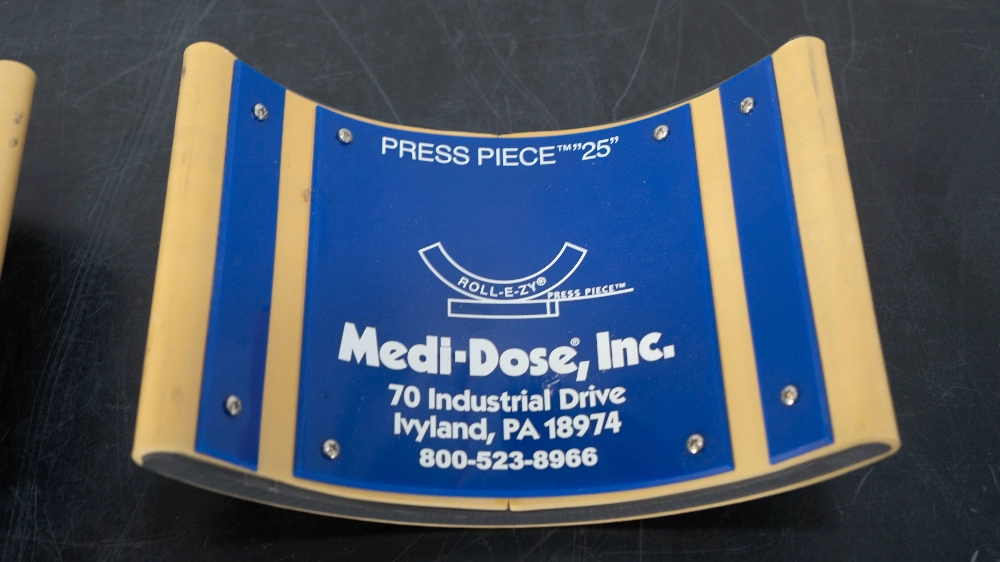 PRESS PIECE™"25"
ROLL-E-ZY®
PRESS PIECE™
Medi-Dose®, Inc.
70 Industrial Drive
Ivyland, PA 18974
800-523-8966